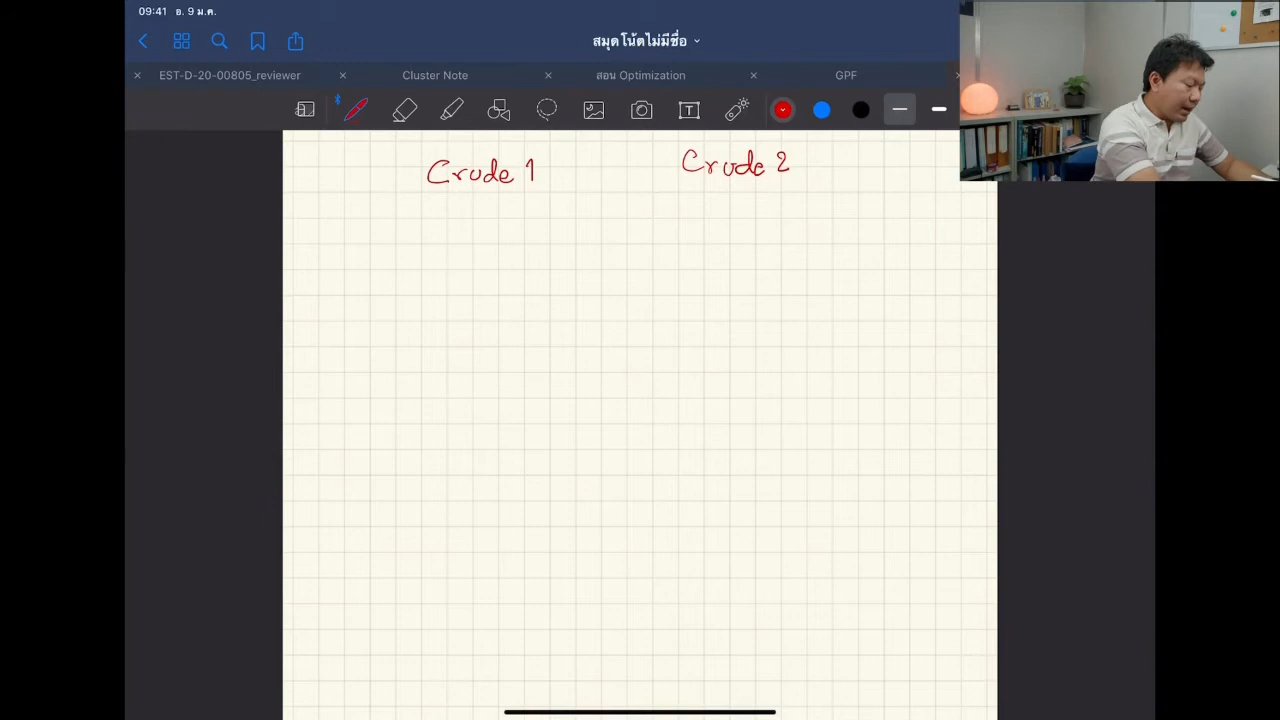 09:41 อ. 9 ม.ค.
สมุดโน้ตไม่มีชื่อ
EST-D-20-00805_reviewer
Cluster Note
สอน Optimization
GPF
Crude 1
Crude 2